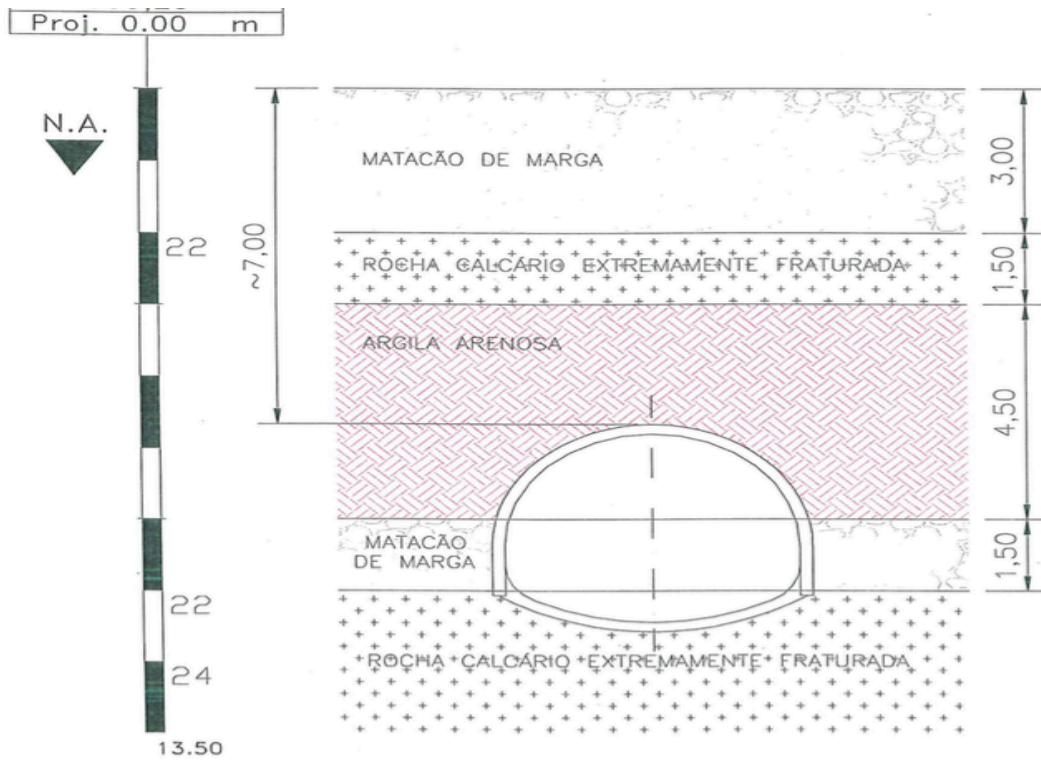 Proj. 0.00 m
N.A.
MATACÃO DE MARGA
3,00
22
~7,00
ROCHA CALCÁRIO EXTREMAMENTE FRATURADA
1,50
ARGILA ARENOSA
4,50
MATACÃO
DE MARGA
1,50
22
ROCHA CALCÁRIO EXTREMAMENTE FRATURADA
24
13.50